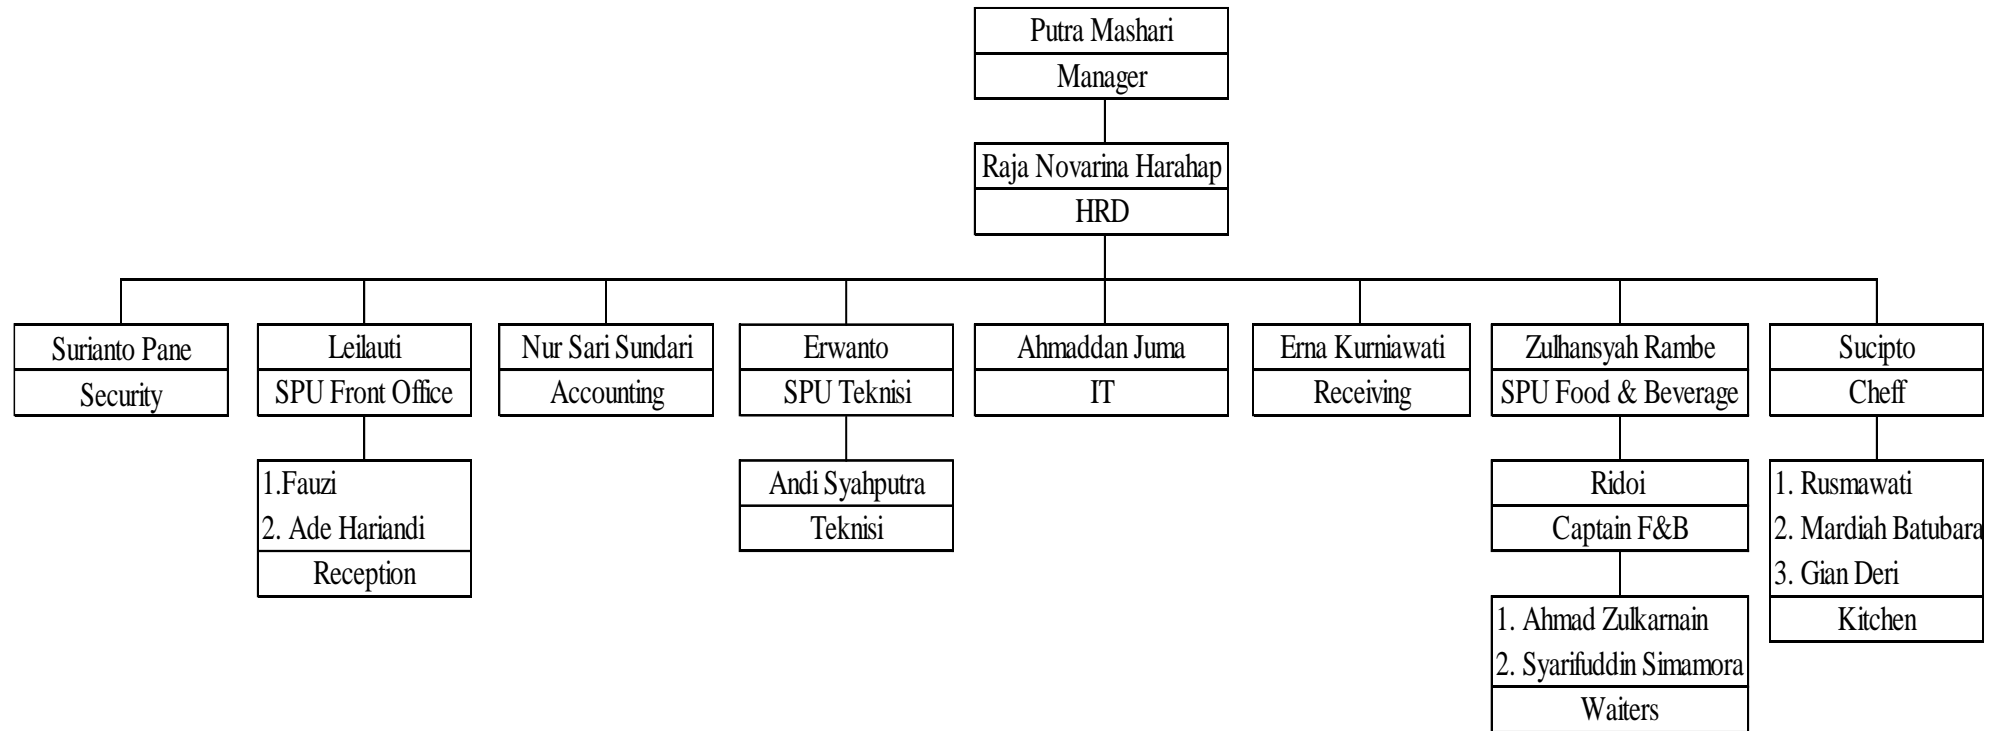 Putra Mashari
Manager
Raja Novarina Harahap
HRD
Surianto Pane
Security
Leilauti
SPU Front Office
Nur Sari Sundari
Accounting
Erwanto
SPU Teknisi
Ahmaddan Juma
IT
Erna Kurniawati
Receiving
Zulhansyah Rambe
SPU Food & Beverage
Sucipto
Cheff
1.Fauzi
2. Ade Hariandi
Reception
Andi Syahputra
Teknisi
Ridoi
Captain F&B
1. Rusmawati
2. Mardiah Batubara
3. Gian Deri
Kitchen
1. Ahmad Zulkarnain
2. Syarifuddin Simamora
Waiters